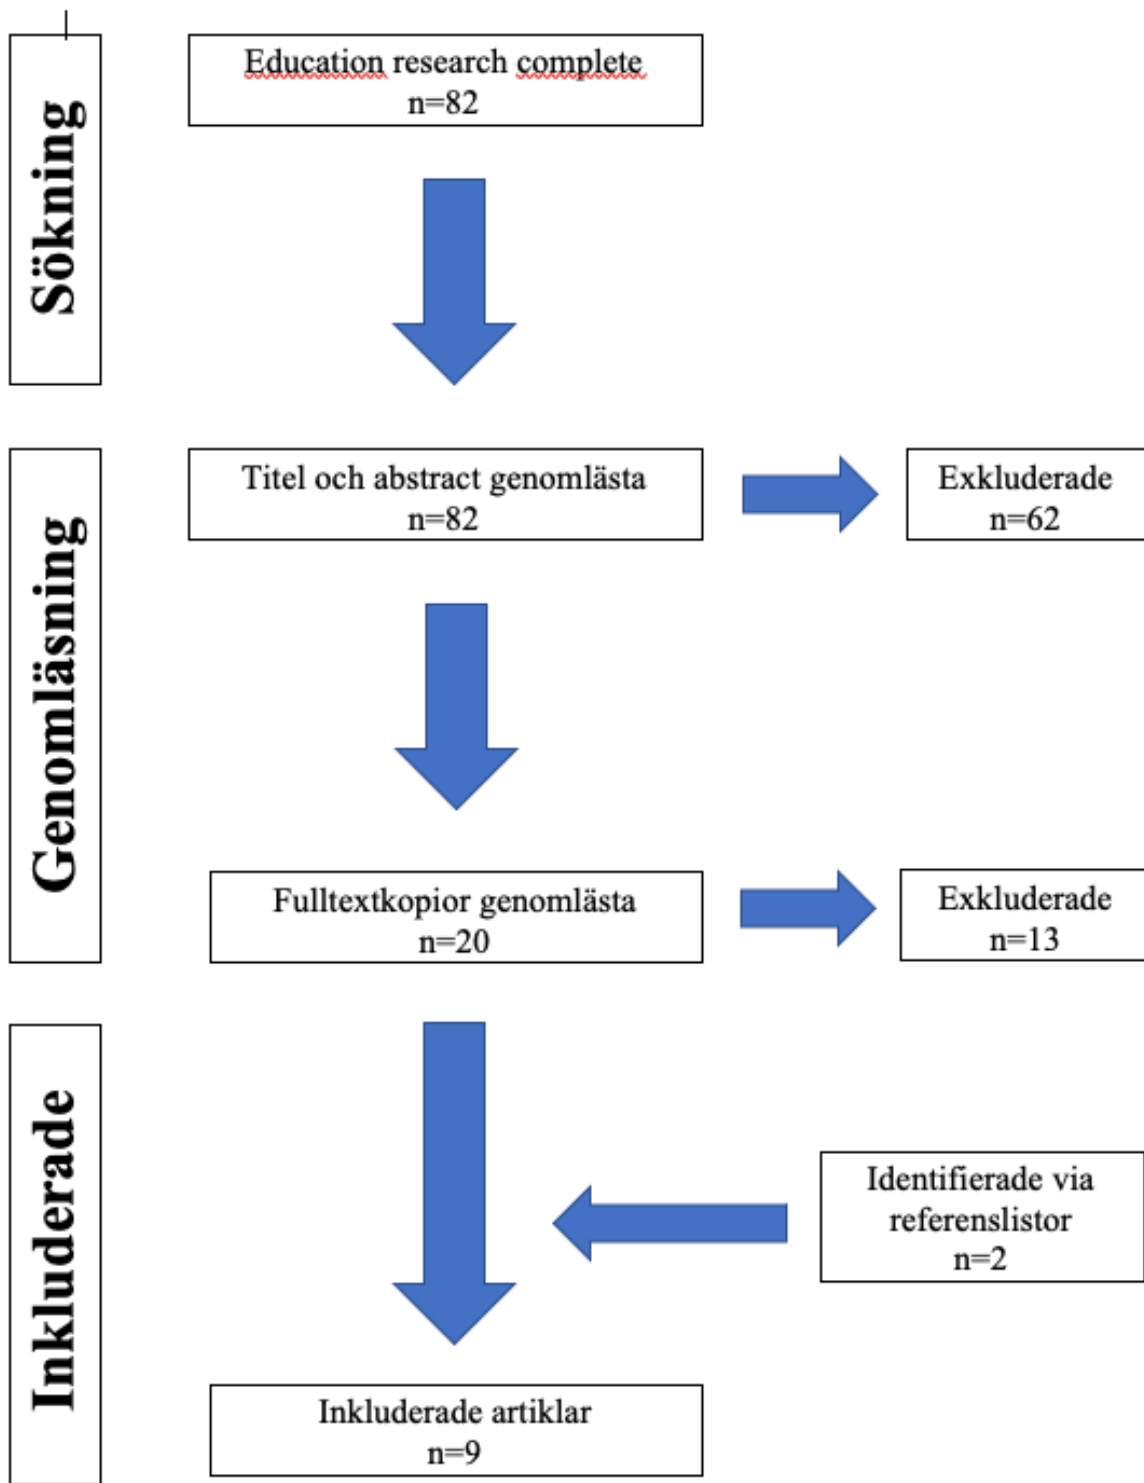 Sökning
Education research complete
n=82
Genomläsning
Titel och abstract genomlästa
n=82
Exkluderade
n=62
Fulltextkopior genomlästa
n=20
Exkluderade
n=13
Inkluderade
Identifierade via
referenslistor
n=2
Inkluderade artiklar
n=9